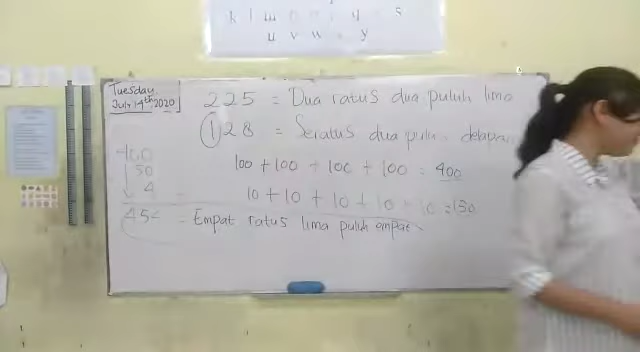 k l m n o p q r s
u v w x y
Tuesday
July 14th, 2020
225 = Dua ratus dua puluh lima
128 = Seratus dua puluh delapan
100 + 100 + 100 + 100 = 400
10 + 10 + 10 + 10 + 10 =
400
50
4
454 = Empat ratus lima puluh empat